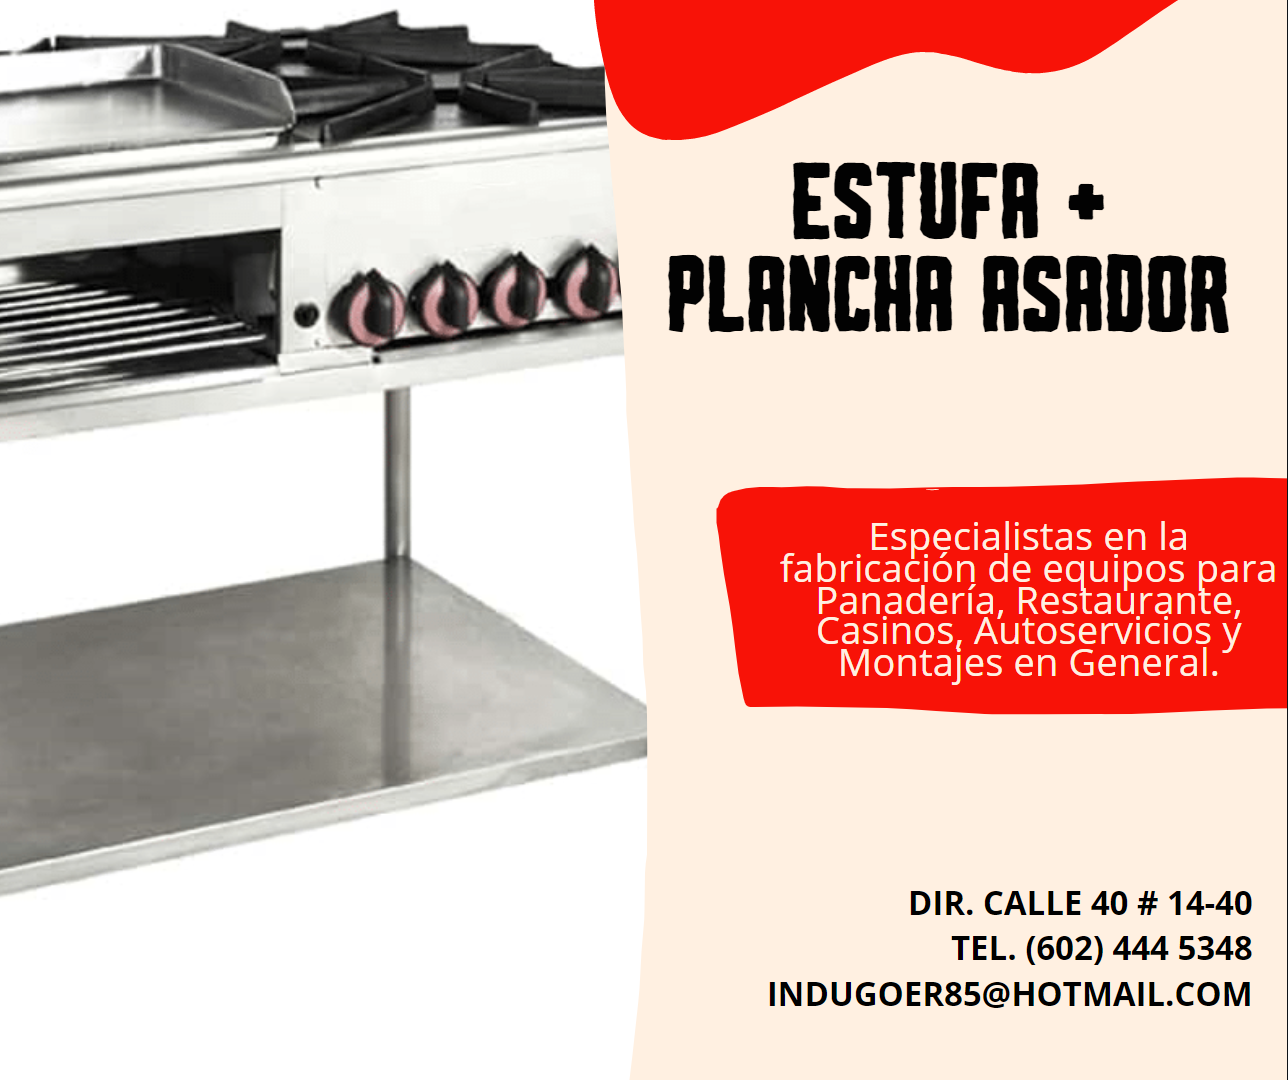 ESTUFA +
PLANCHA ASADOR
Especialistas en la
fabricación de equipos para
Panadería, Restaurante,
Casinos, Autoservicios y
Montajes en General.
DIR. CALLE 40 # 14-40
TEL. (602) 444 5348
INDUGOER85@HOTMAIL.COM